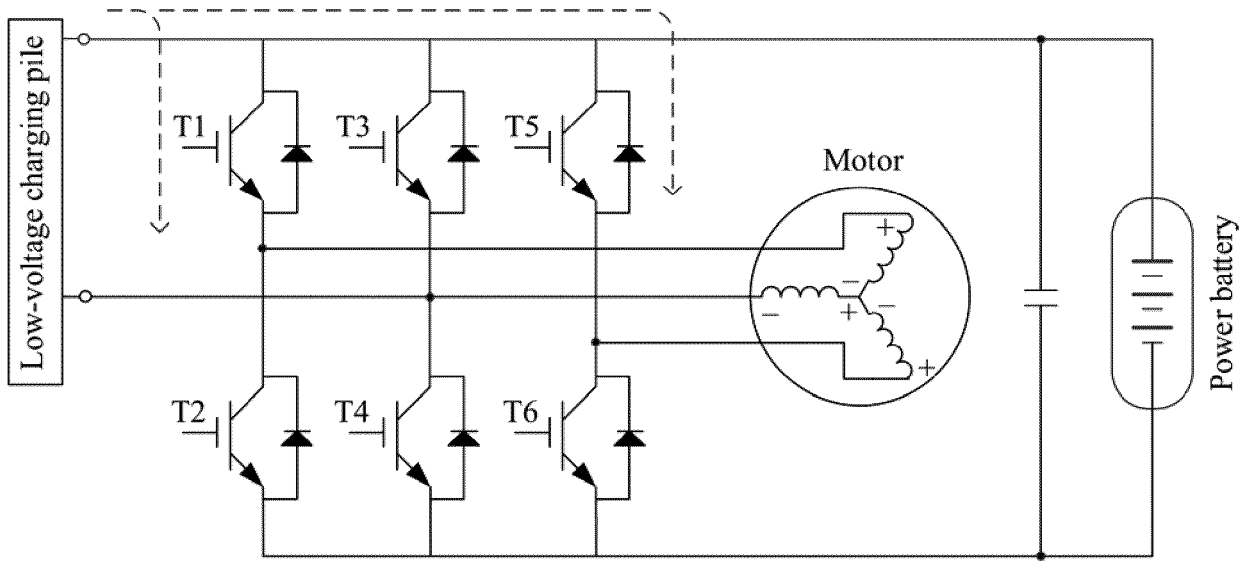 Low-voltage charging pile
T1
T3
T5
Motor
+
−
−
+
−
+
T2
T4
T6
Power battery